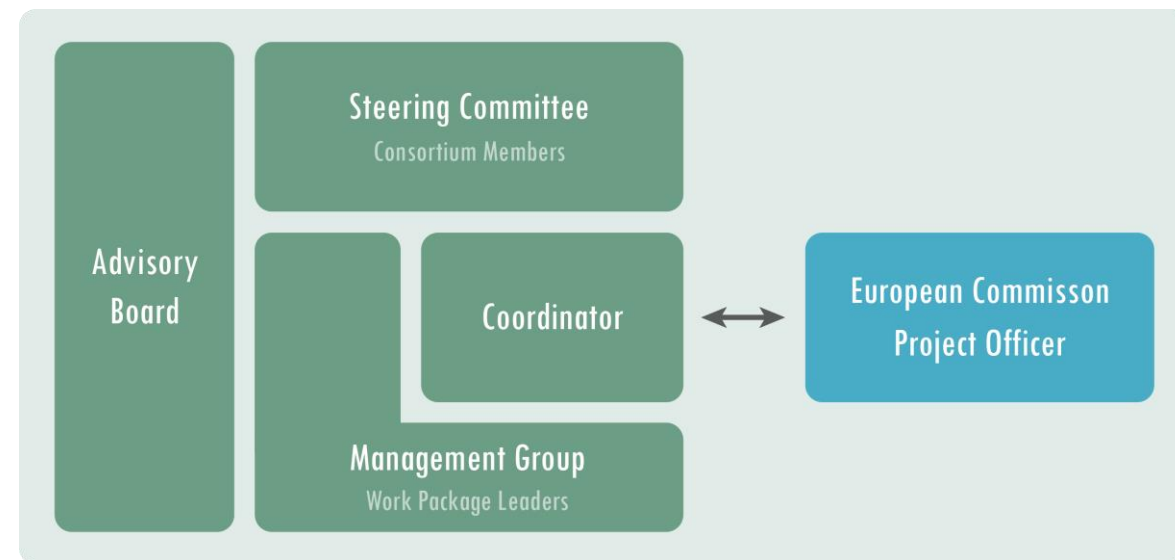 Steering Committee
Consortium Members
Advisory
Board
Coordinator
European Commisson
Project Officer
Management Group
Work Package Leaders